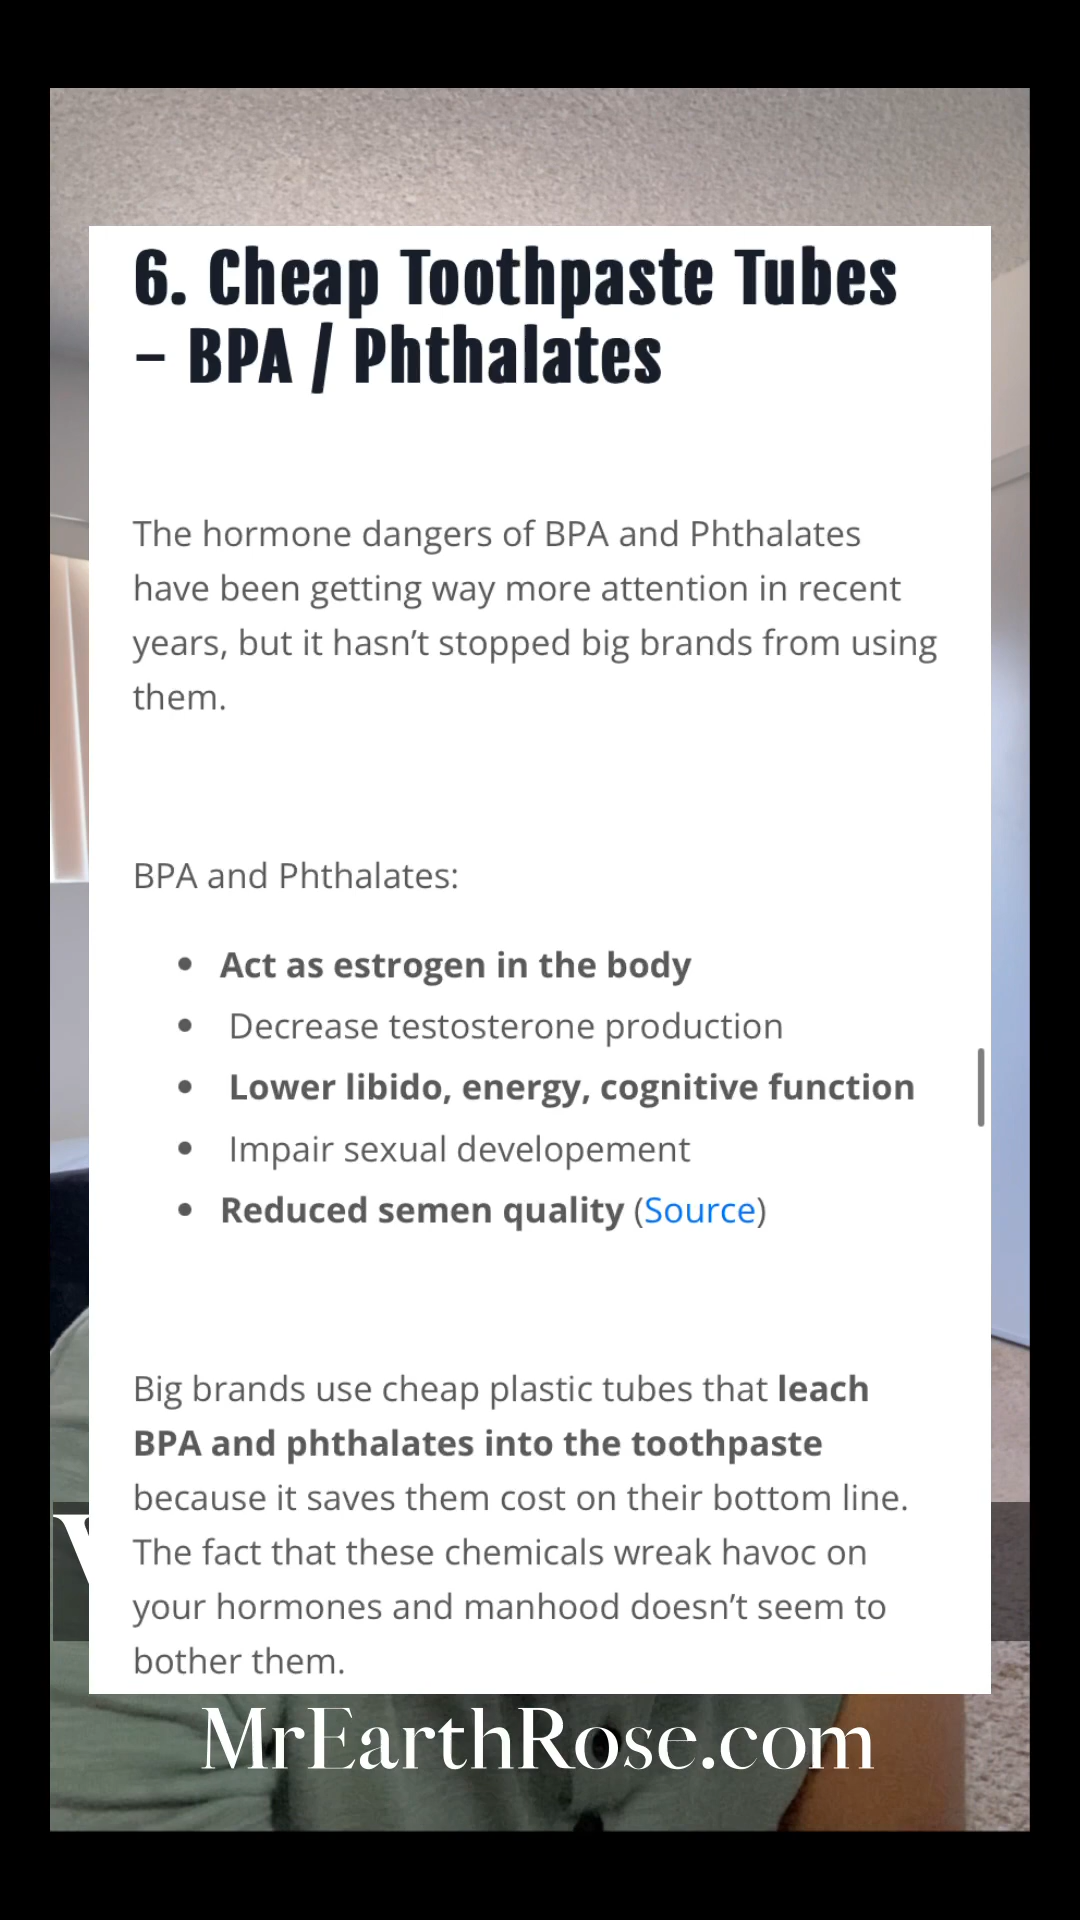 6. Cheap Toothpaste Tubes
– BPA / Phthalates
The hormone dangers of BPA and Phthalates
have been getting way more attention in recent
years, but it hasn’t stopped big brands from using
them.
BPA and Phthalates:
• Act as estrogen in the body
• Decrease testosterone production
• Lower libido, energy, cognitive function
• Impair sexual developement
• Reduced semen quality (Source)
Big brands use cheap plastic tubes that leach
BPA and phthalates into the toothpaste
because it saves them cost on their bottom line.
The fact that these chemicals wreak havoc on
your hormones and manhood doesn’t seem to
bother them.
MrEarthRose.com